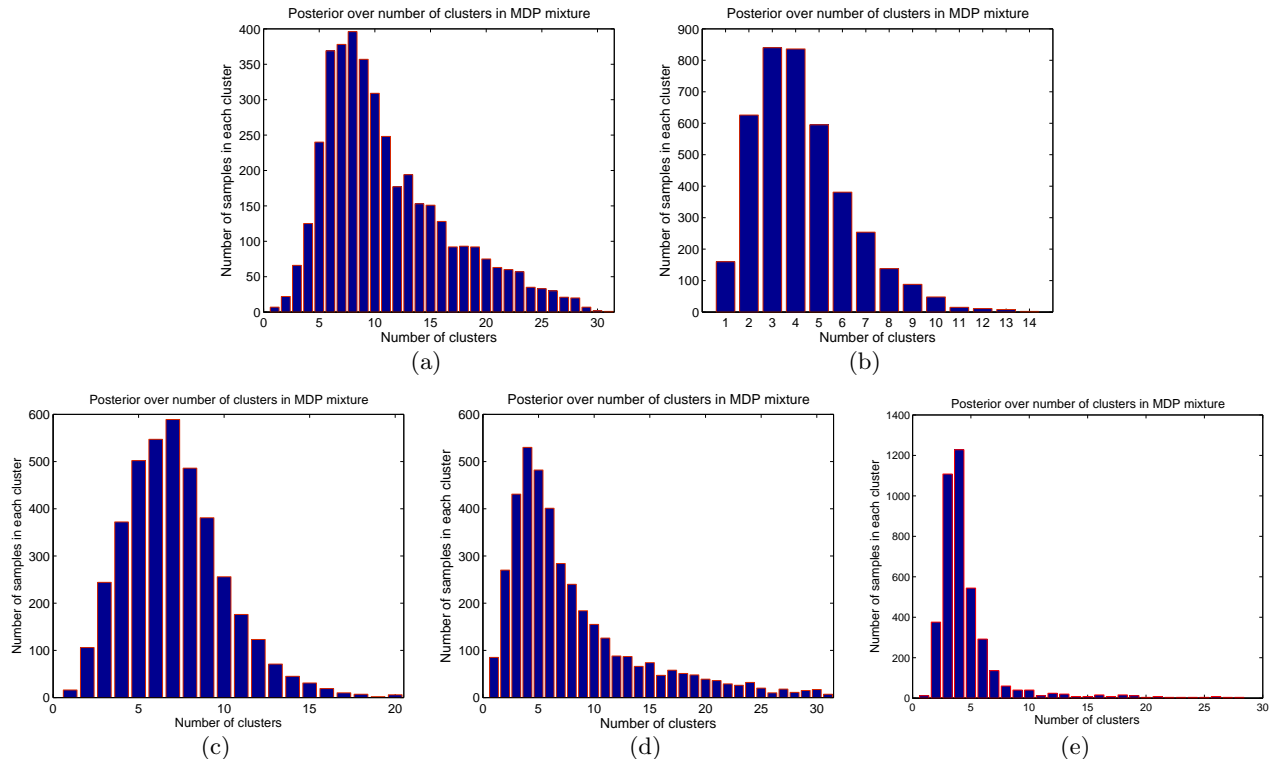 Posterior over number of clusters in MDP mixture
Number of samples in each cluster
400
350
300
250
200
150
100
50
0
0 5 10 15 20 25 30
Number of clusters
(a)
Posterior over number of clusters in MDP mixture
Number of samples in each cluster
900
800
700
600
500
400
300
200
100
0
1 2 3 4 5 6 7 8 9 10 11 12 13 14
Number of clusters
(b)
Posterior over number of clusters in MDP mixture
Number of samples in each cluster
600
500
400
300
200
100
0
0 5 10 15 20
Number of clusters
(c)
Posterior over number of clusters in MDP mixture
Number of samples in each cluster
600
500
400
300
200
100
0
0 5 10 15 20 25 30
Number of clusters
(d)
Posterior over number of clusters in MDP mixture
Number of samples in each cluster
1400
1200
1000
800
600
400
200
0
0 5 10 15 20 25 30
Number of clusters
(e)